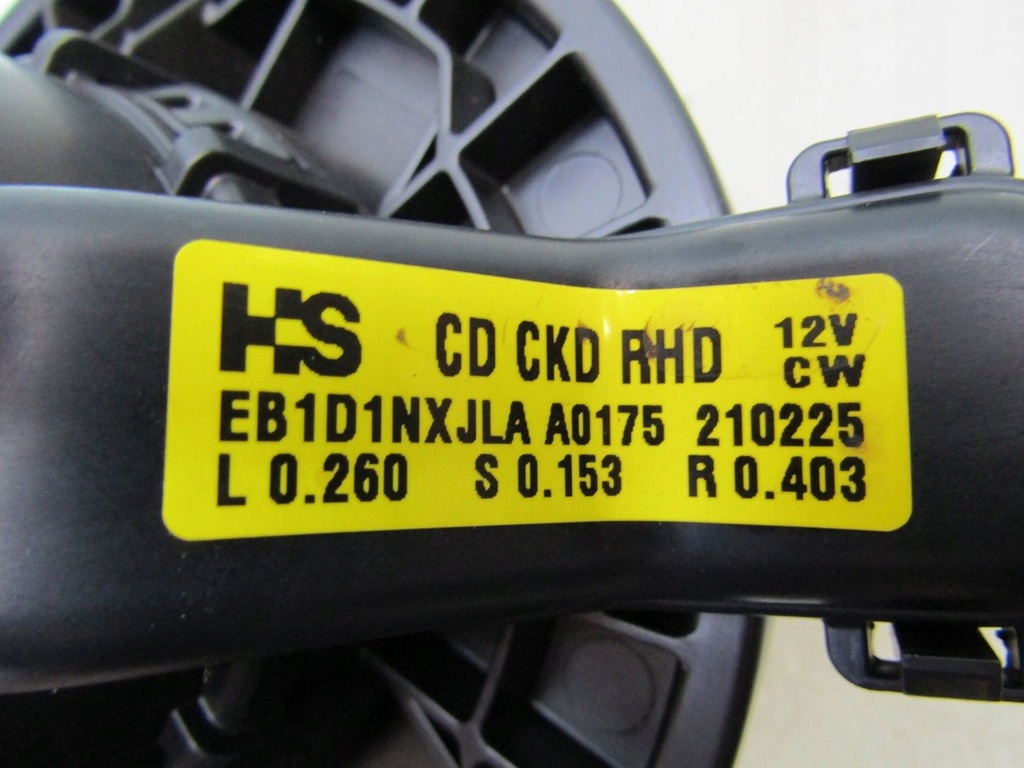 HS CD CKD RHD 12V
CW
EB1D1NXJLA A0175 210225
L 0.260 S 0.153 R 0.403